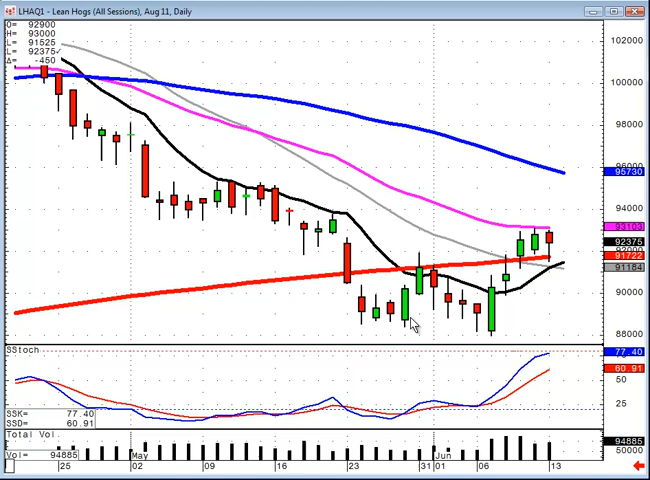 LHAQ1 - Lean Hogs (All Sessions), Aug 11, Daily
O= 92900
H= 93000
L= 91525
L= 92375✓
Δ= -450
102000
100000
98000
96000
95730
94000
93103
92375
91722
91184
90000
88000
SStoch
77.40
60.91
50
25
SSK= 77.40
SSD= 60.91
Total Vol.
94885
50000
Vol= 94885
25 May 02 09 16 23 31 Jun 01 06 13